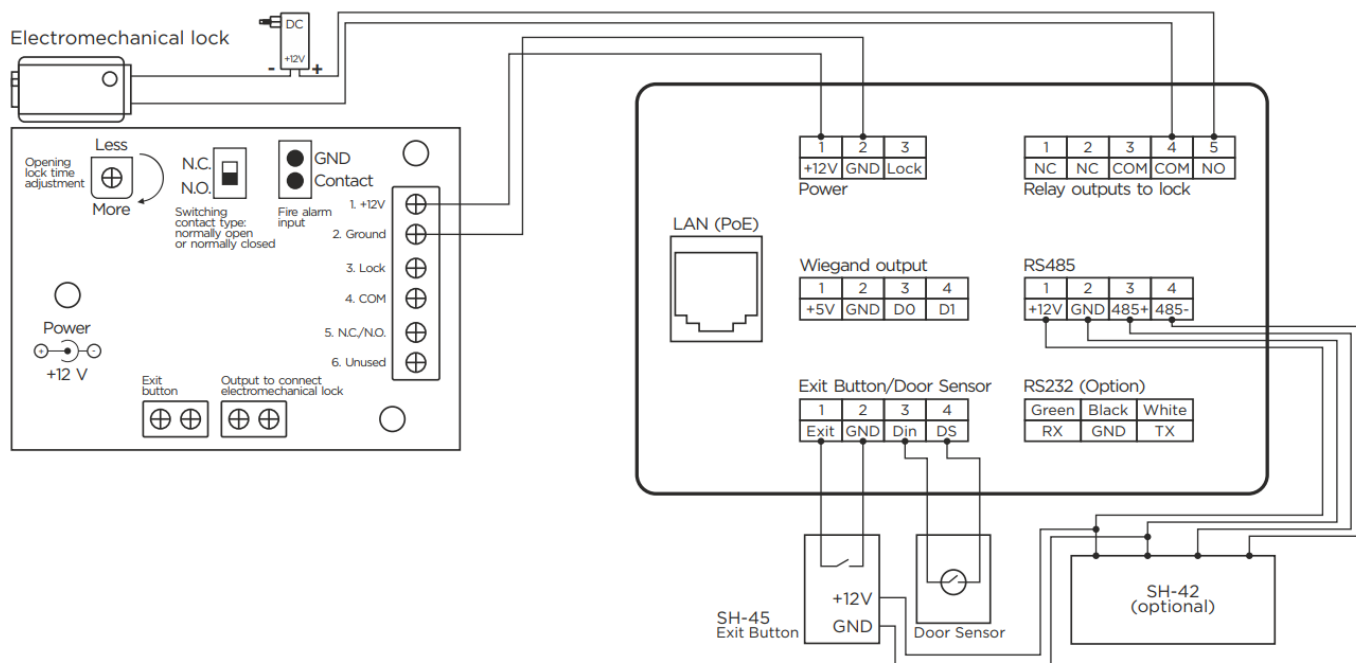 DC
+12V
- +
Electromechanical lock
Less
Opening
lock time
adjustment
More
N.C.
N.O.
Switching
contact type:
normally open
or normally closed
GND
Contact
Fire alarm
input
1. +12V
2. Ground
3. Lock
4. COM
5. N.C./N.O.
6. Unused
Power
+ -
+12 V
Exit
button
Output to connect
electromechanical lock
1 2 3
+12V GND Lock
Power
1 2 3 4 5
NC NC COM COM NO
Relay outputs to lock
LAN (PoE)
Wiegand output
1 2 3 4
+5V GND D0 D1
RS485
1 2 3 4
+12V GND 485+ 485-
Exit Button/Door Sensor
1 2 3 4
Exit GND Din DS
RS232 (Option)
Green Black White
RX GND TX
+12V
GND
SH-45
Exit Button
Door Sensor
SH-42
(optional)